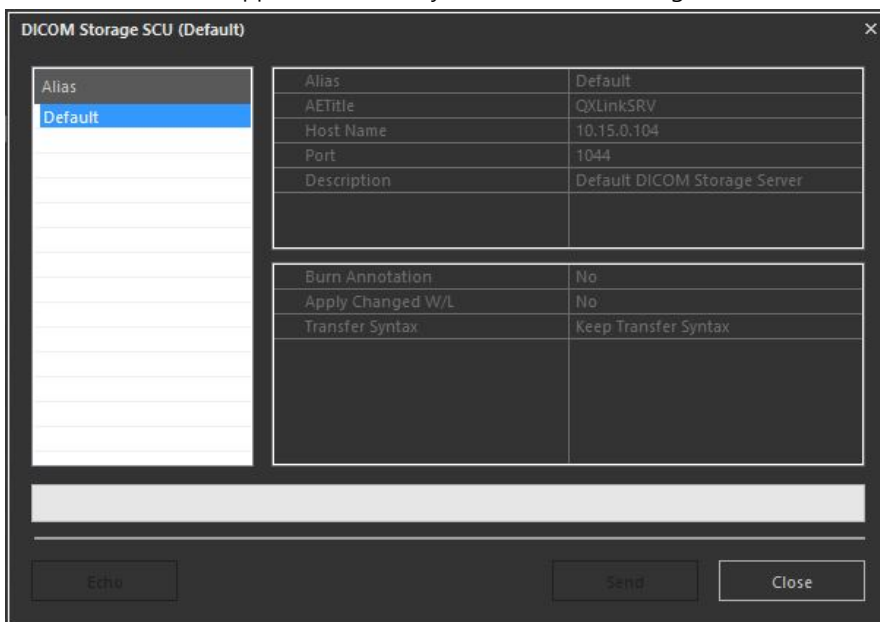 DICOM Storage SCU (Default)
×
Alias
Default
Alias Default
AETitle QXLinkSRV
Host Name 10.15.0.104
Port 1044
Description Default DICOM Storage Server
Burn Annotation No
Apply Changed W/L No
Transfer Syntax Keep Transfer Syntax
Echo Send Close